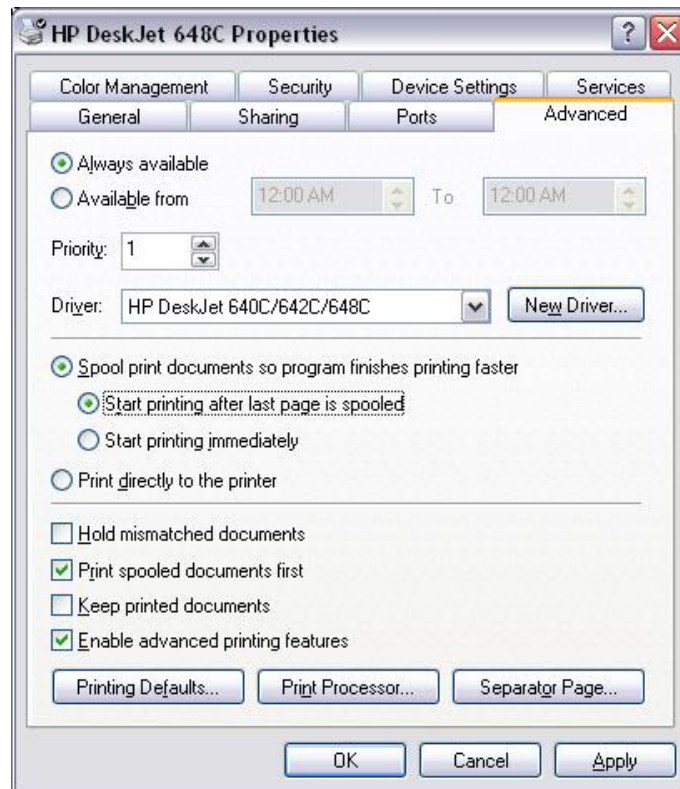 HP DeskJet 648C Properties
Color Management Security Device Settings Services
General Sharing Ports Advanced
Always available
Available from 12:00 AM To 12:00 AM
Priority: 1
Driver: HP DeskJet 640C/642C/648C New Driver...
Spool print documents so program finishes printing faster
Start printing after last page is spooled
Start printing immediately
Print directly to the printer
Hold mismatched documents
Print spooled documents first
Keep printed documents
Enable advanced printing features
Printing Defaults... Print Processor... Separator Page...
OK Cancel Apply